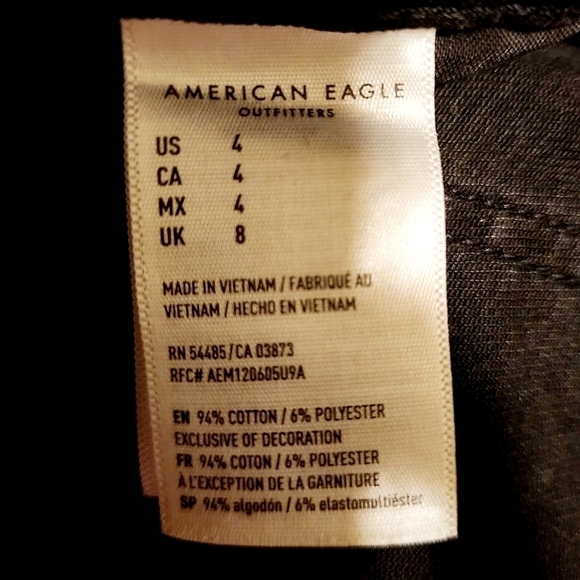 AMERICAN EAGLE
OUTFITTERS
US 4
CA 4
MX 4
UK 8
MADE IN VIETNAM / FABRIQUÉ AU
VIETNAM / HECHO EN VIETNAM
RN 54485/CA 03873
RFC# AEM120605U9A
EN 94% COTTON / 6% POLYESTER
EXCLUSIVE OF DECORATION
FR 94% COTON / 6% POLYESTER
À L'EXCEPTION DE LA GARNITURE
SP 94% algodón / 6% elastomultiéster